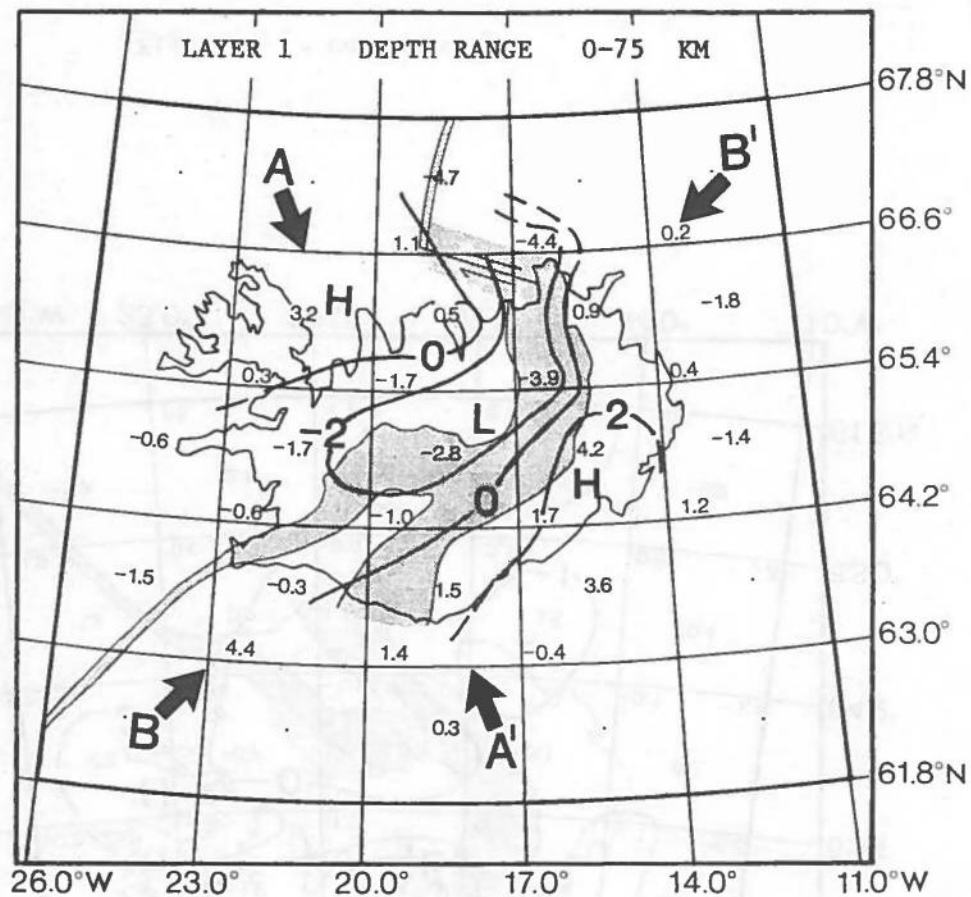 LAYER 1 DEPTH RANGE 0-75 KM
67.8°N
-4.7
A
B'
66.6°
1.1 -4.4 0.2
H 3.2 0.5 0.9 -1.8
0
65.4°
0.3 -1.7 -3.9 0.4
-0.6 -2 -1.7 L 2 -1.4
-2.8 4.2
H
64.2°
-0.6 -1.0 0 1.7 1.2
-1.5 -0.3 1.5 3.6
63.0°
4.4 1.4 -0.4
B 0.3 A'
61.8°N
26.0°W 23.0° 20.0° 17.0° 14.0° 11.0°W